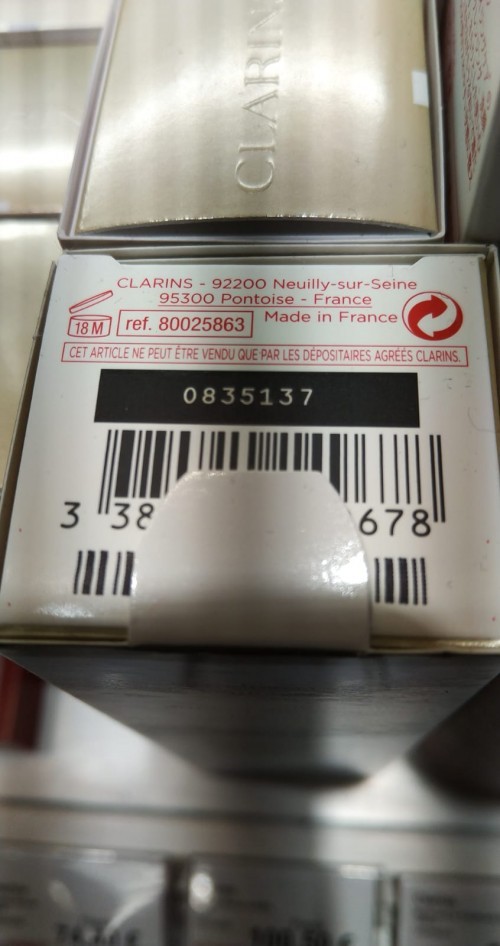 CLARINS
CLARINS - 92200 Neuilly-sur-Seine
95300 Pontoise - France
Made in France
18 M
ref. 80025863
CET ARTICLE NE PEUT ÊTRE VENDU QUE PAR LES DÉPOSITAIRES AGRÉÉS CLARINS.
0835137
3 38 678